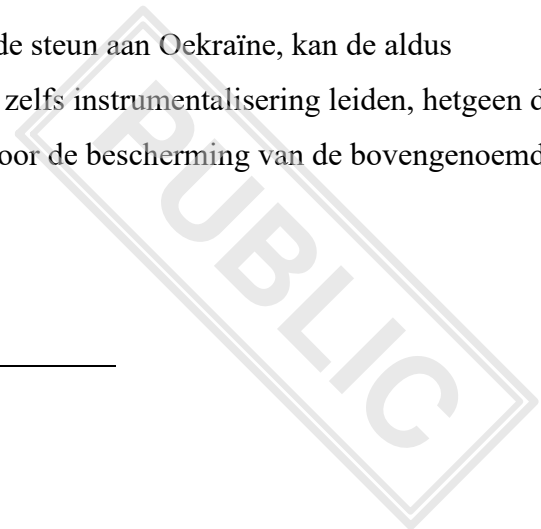 de steun aan Oekraïne, kan de aldus
zelfs instrumentalisering leiden, hetgeen d
oor de bescherming van de bovengenoemd
PUBLIC